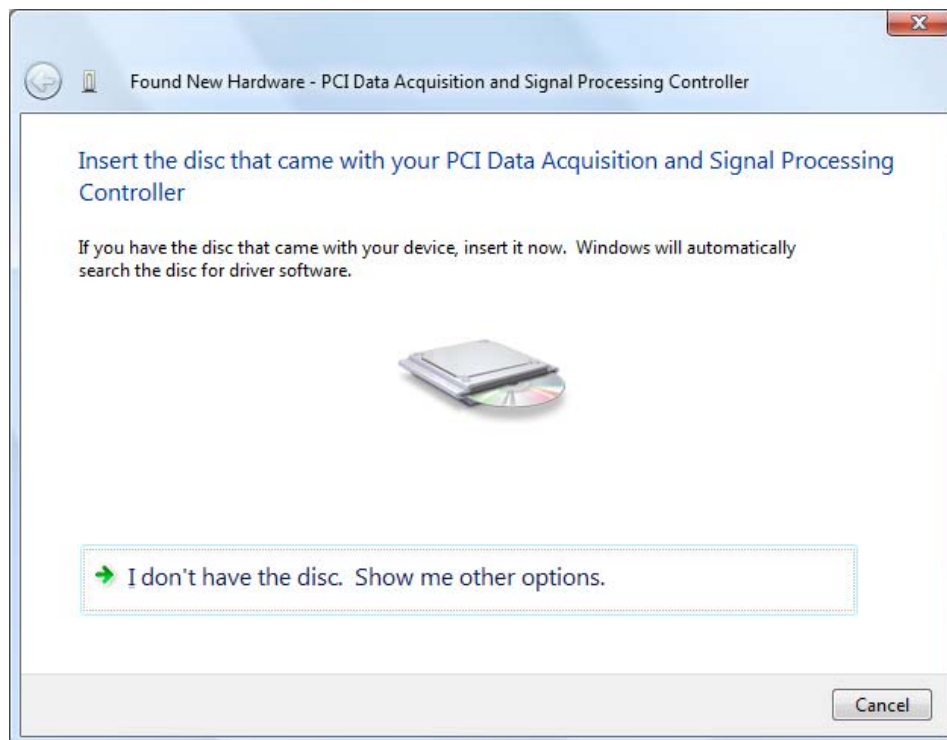 Found New Hardware - PCI Data Acquisition and Signal Processing Controller
Insert the disc that came with your PCI Data Acquisition and Signal Processing
Controller
If you have the disc that came with your device, insert it now.  Windows will automatically
search the disc for driver software.
I don't have the disc.  Show me other options.
Cancel